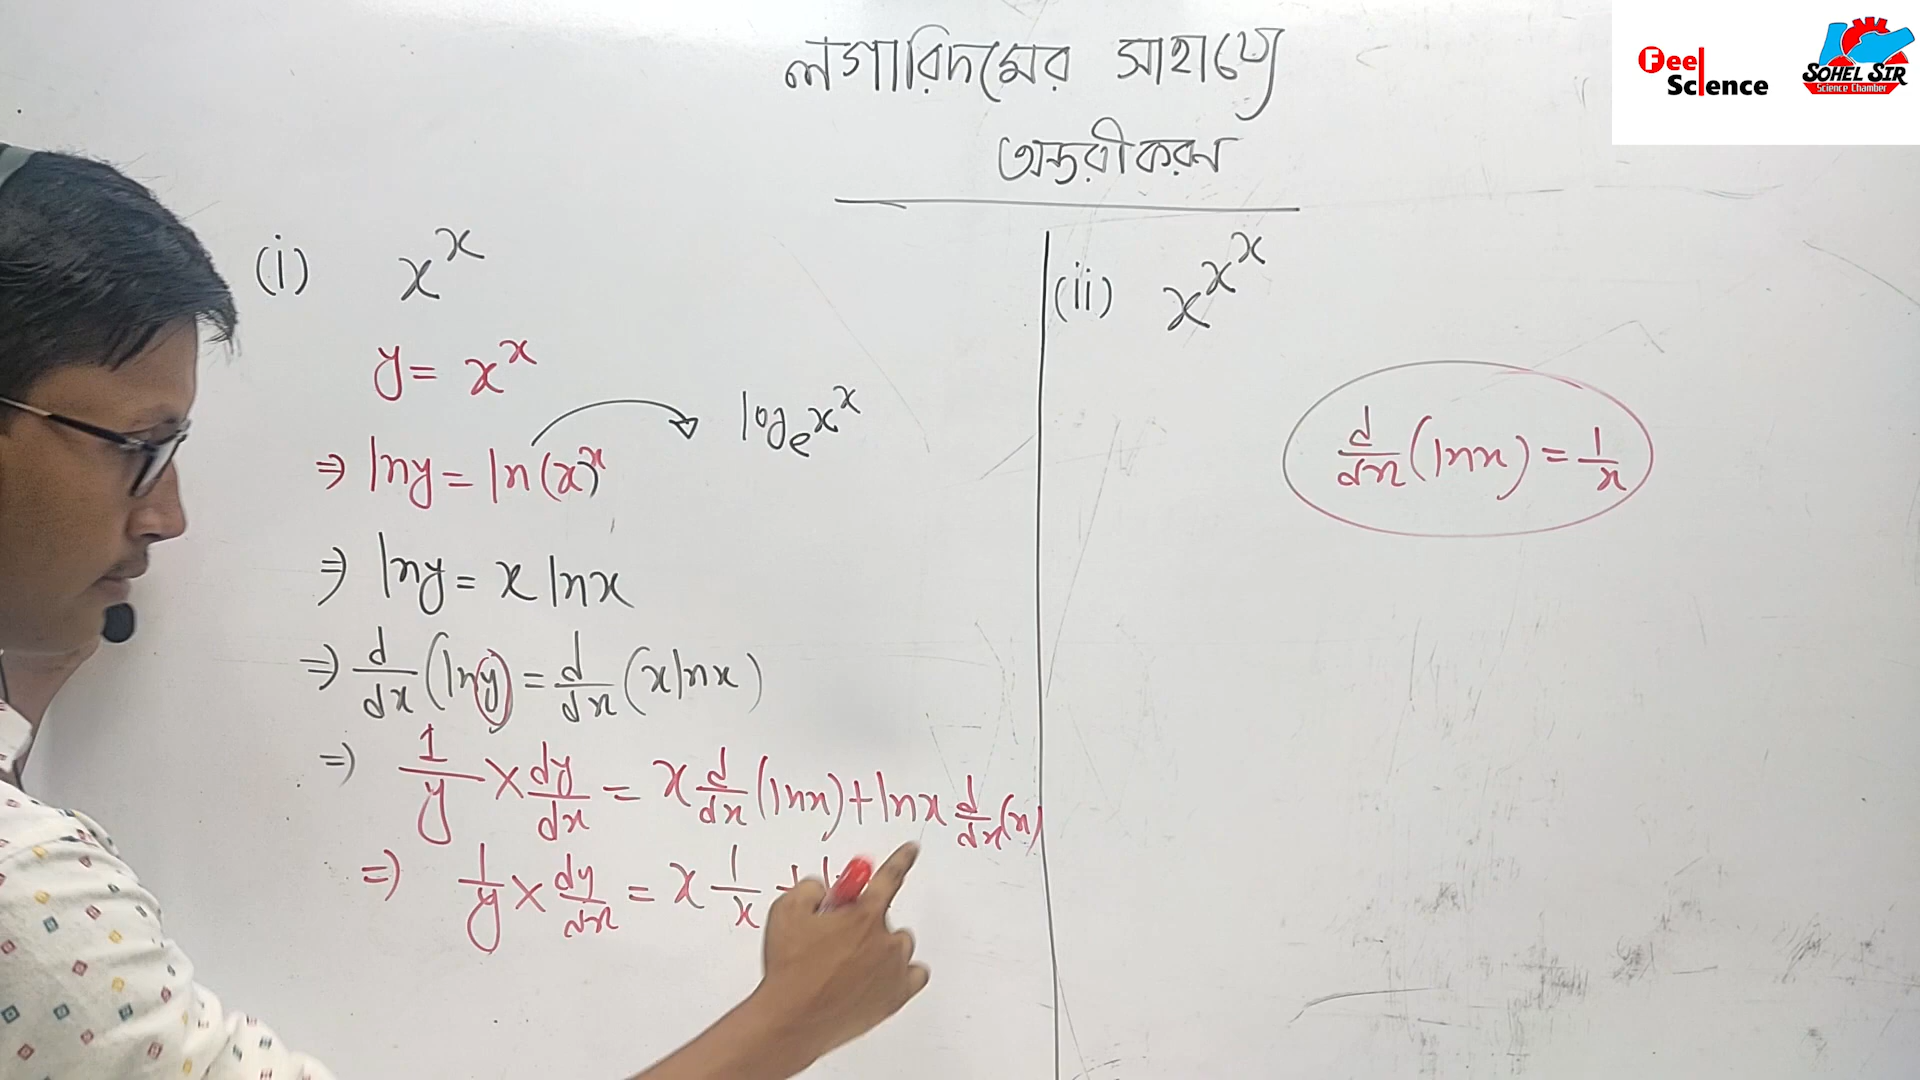 লগারিদমের সাহায্যে
অন্তরীকরণ
Feel Science
SOHEL SIR
Science Chamber
(i) x^x
y = x^x
⇒ lny = ln(x)^x
log_e x^x
⇒ lny = x lnx
⇒ d/dx (lny) = d/dx (x lnx)
⇒ 1/y × dy/dx = x d/dx (lnx) + lnx d/dx (x)
⇒ 1/y × dy/dx = x 1/x +
(ii) x^x^x
d/dx (lnx) = 1/x